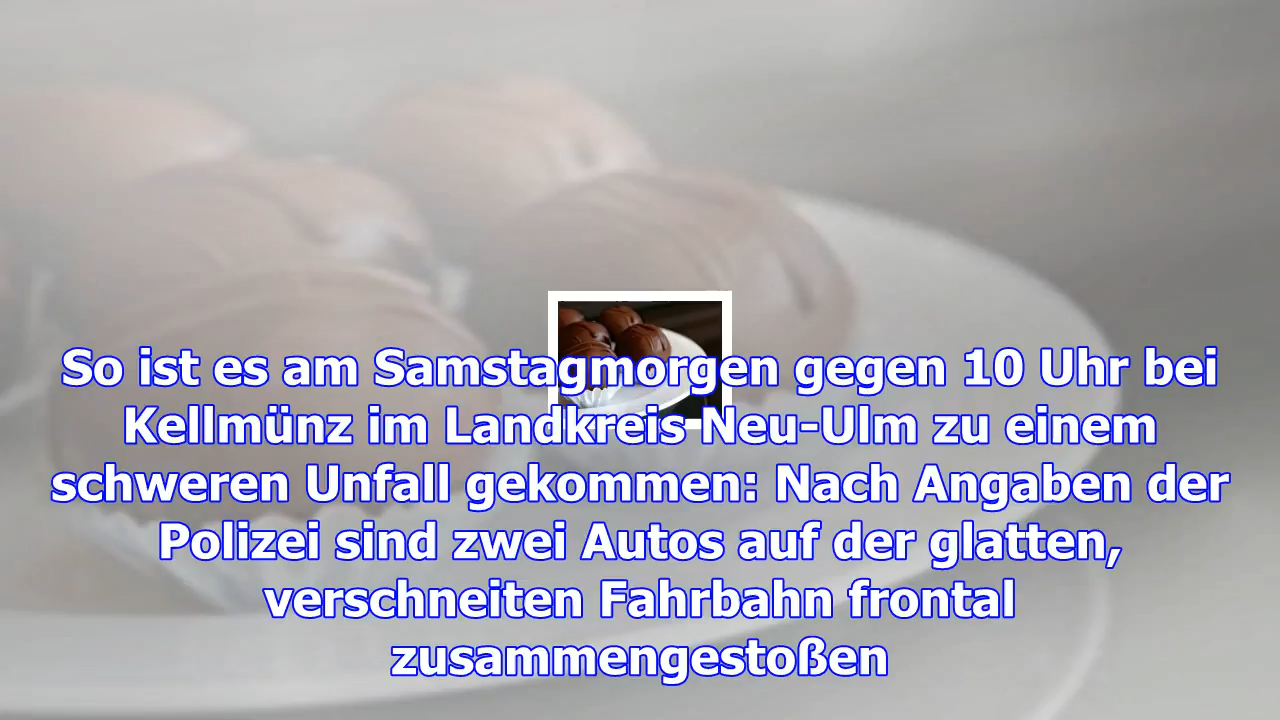 So ist es am Samstagmorgen gegen 10 Uhr bei
Kellmünz im Landkreis Neu-Ulm zu einem
schweren Unfall gekommen: Nach Angaben der
Polizei sind zwei Autos auf der glatten,
verschneiten Fahrbahn frontal
zusammengestoßen